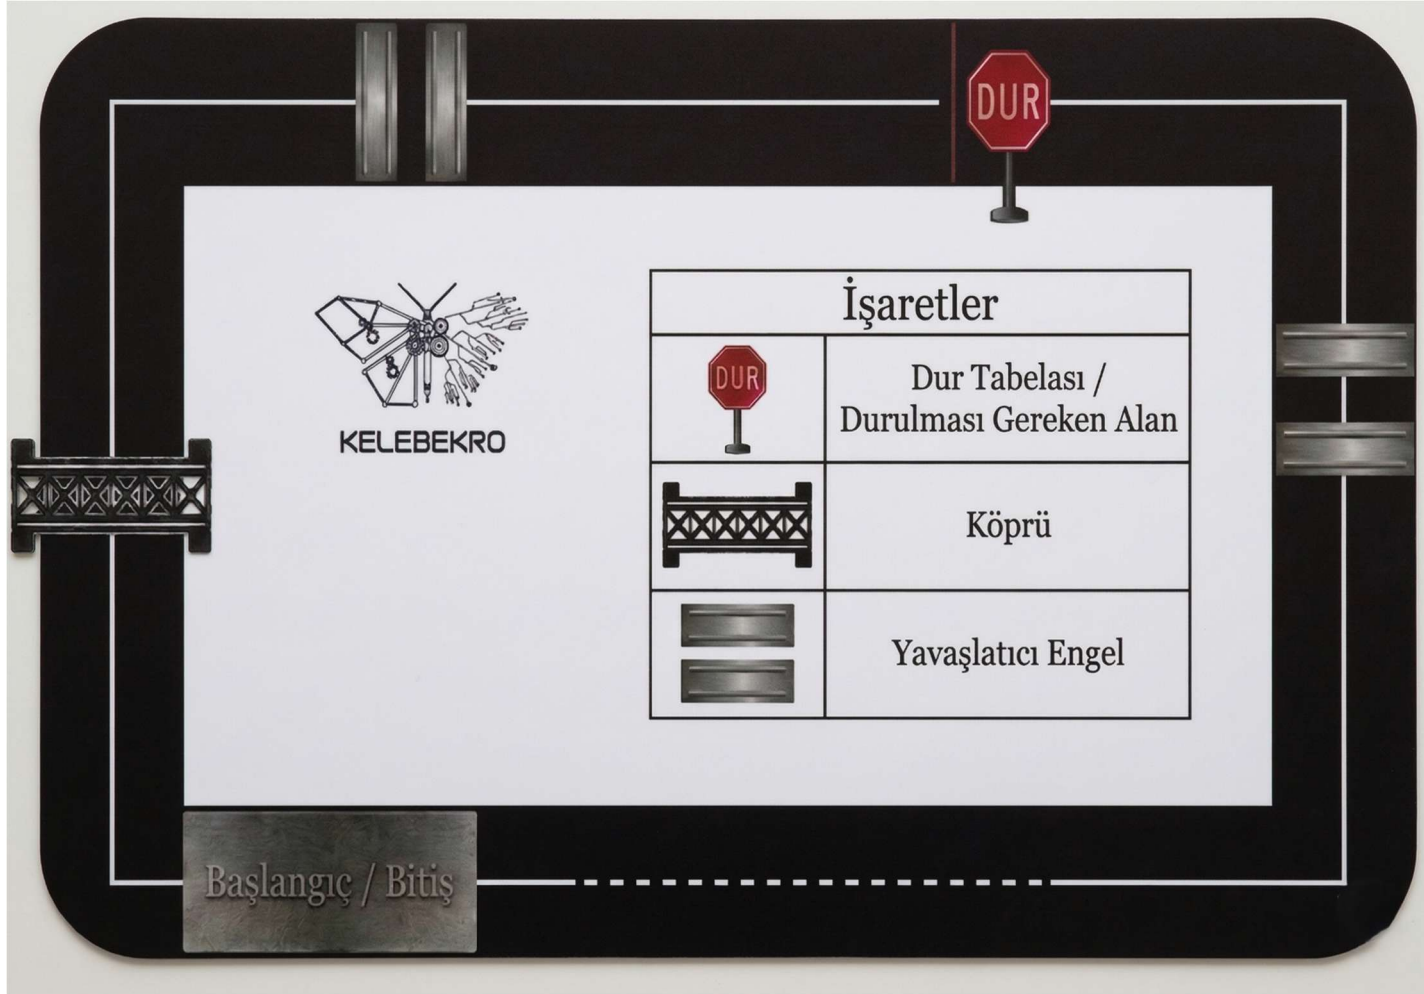 DUR
KELEBEKRO
İşaretler
DUR
Dur Tabelası /
Durulması Gereken Alan
Köprü
Yavaşlatıcı Engel
Başlangıç / Bitiş